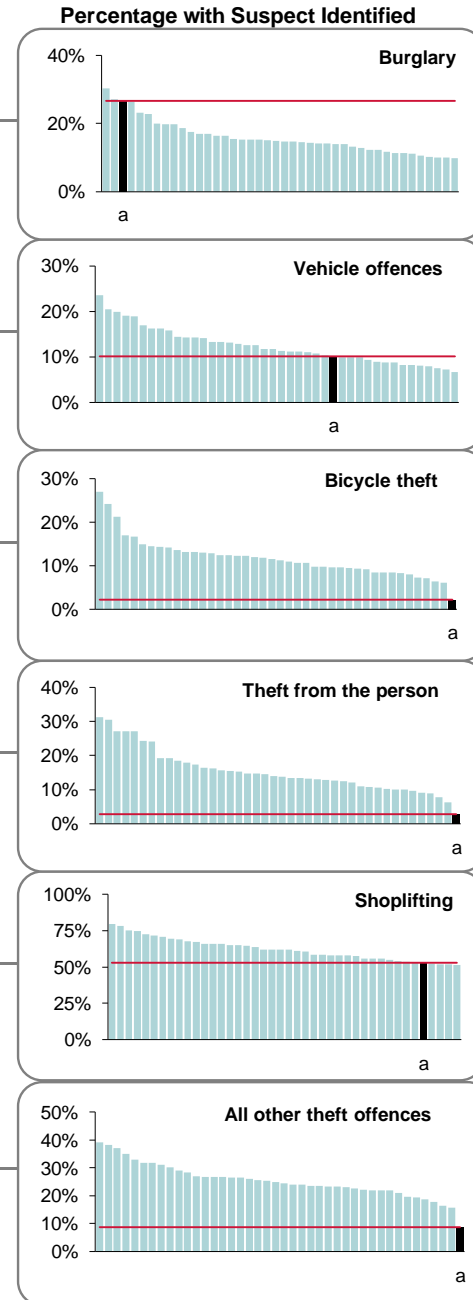 Percentage with Suspect Identified
Burglary
40%
20%
0%
a
Vehicle offences
30%
20%
10%
0%
a
Bicycle theft
30%
20%
10%
0%
a
Theft from the person
40%
30%
20%
10%
0%
a
Shoplifting
100%
75%
50%
25%
0%
a
All other theft offences
50%
40%
30%
20%
10%
0%
a